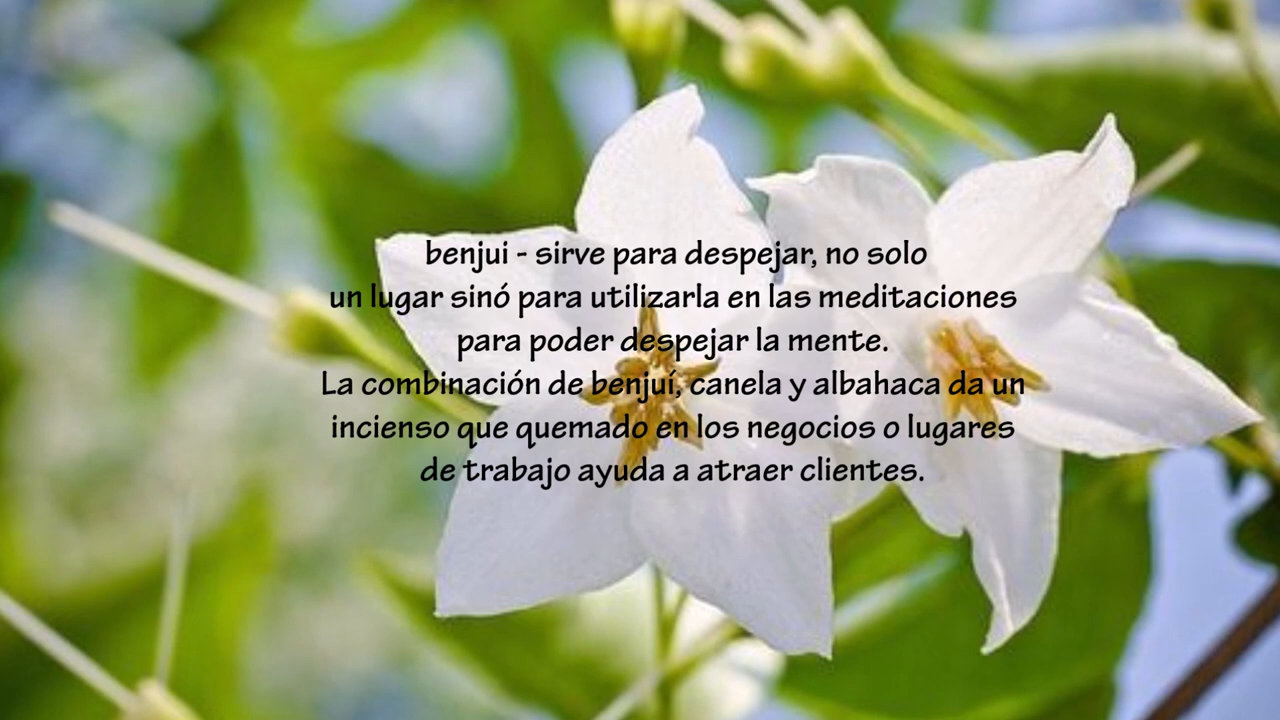 benjui - sirve para despejar, no solo
un lugar sinó para utilizarla en las meditaciones
para poder despejar la mente.
La combinación de benjuí, canela y albahaca da un
incienso que quemado en los negocios o lugares
de trabajo ayuda a atraer clientes.